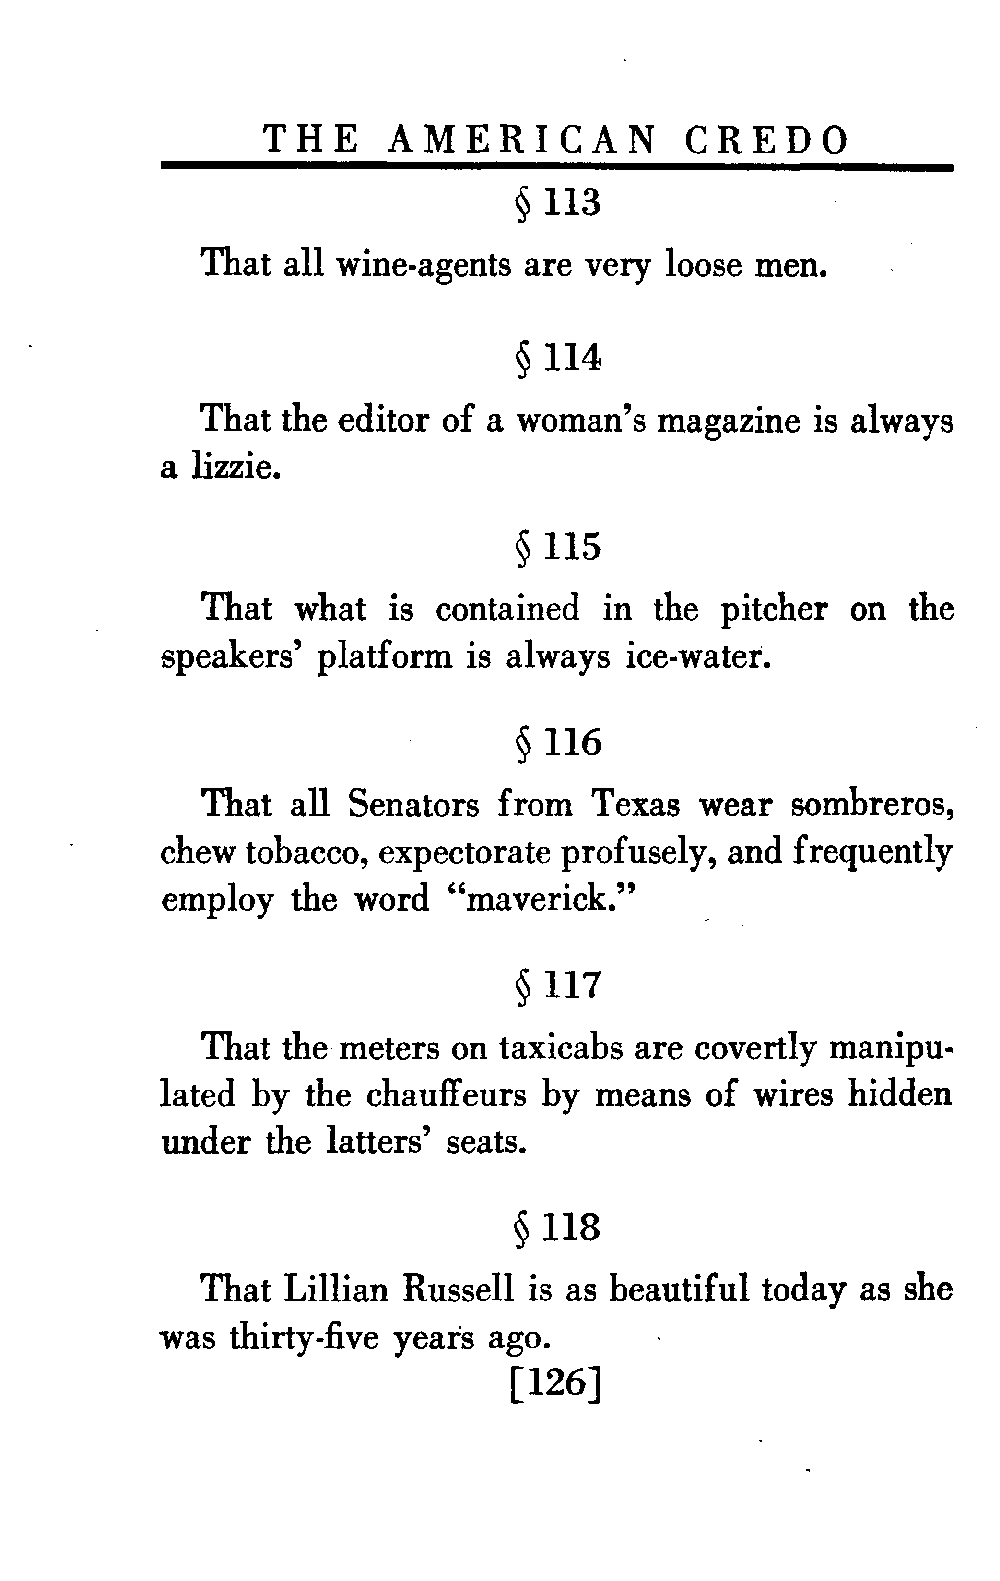 THE AMERICAN CREDO
§ 113
That all wine-agents are very loose men.
§ 114
That the editor of a woman's magazine is always
a lizzie.
§ 115
That what is contained in the pitcher on the
speakers' platform is always ice-water.
§ 116
That all Senators from Texas wear sombreros,
chew tobacco, expectorate profusely, and frequently
employ the word “maverick.”
§ 117
That the meters on taxicabs are covertly manipu-
lated by the chauffeurs by means of wires hidden
under the latters' seats.
§ 118
That Lillian Russell is as beautiful today as she
was thirty-five years ago.
[126]